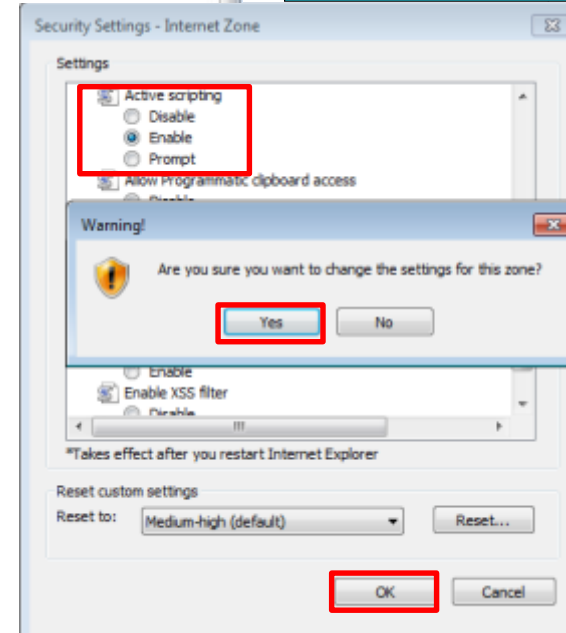 Security Settings - Internet Zone
Settings
Active scripting
Disable
Enable
Prompt
Allow Programmatic clipboard access
Disable
Warning!
Are you sure you want to change the settings for this zone?
Yes No
Enable
Enable XSS filter
Disable
*Takes effect after you restart Internet Explorer
Reset custom settings
Reset to: Medium-high (default) Reset...
OK Cancel